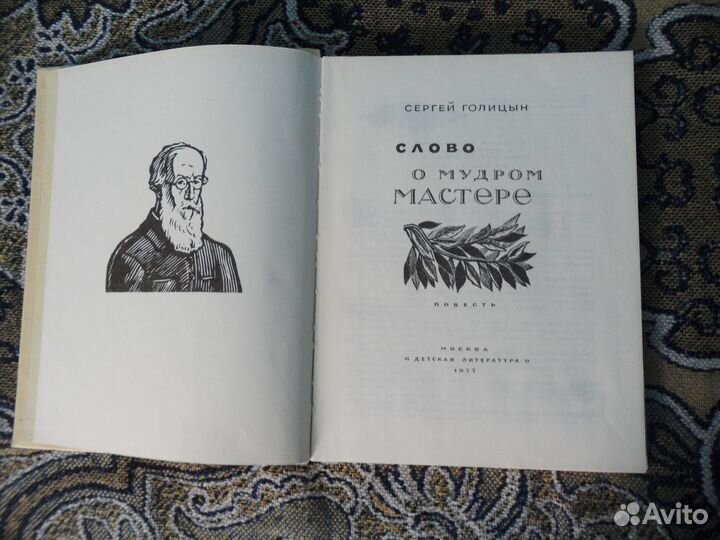 СЕРГЕЙ ГОЛИЦЫН
СЛОВО
О МУДРОМ
МАСТЕРЕ
ПОВЕСТЬ
МОСКВА
«ДЕТСКАЯ ЛИТЕРАТУРА»
1977
Avito